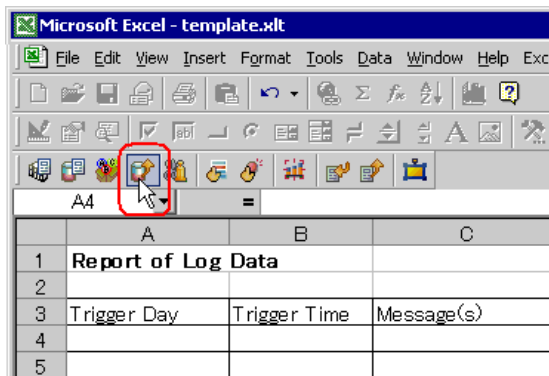 Microsoft Excel - template.xlt
File Edit View Insert Format Tools Data Window Help Exc
A4 =
A B C
1 Report of Log Data
2
3 Trigger Day Trigger Time Message(s)
4
5